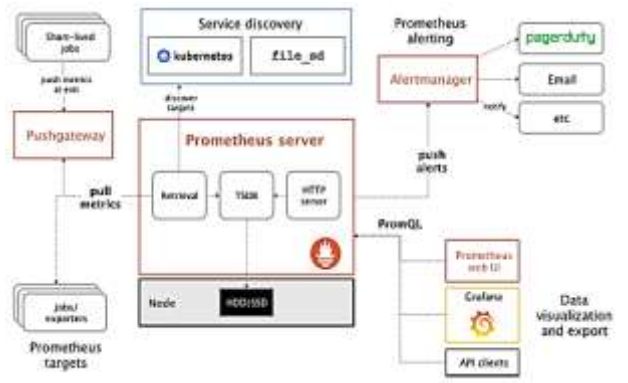 Short-lived
jobs
push metrics
at exit
Pushgateway
Service discovery
kubernetes
file_sd
discover
targets
Prometheus
alerting
Alertmanager
pagerduty
Email
etc
notify
Prometheus server
Retrieval
TSDB
HTTP
server
pull
metrics
push
alerts
PromQL
Node
HDD/SSD
Jobs/
exporters
Prometheus
targets
Prometheus
web UI
Grafana
API clients
Data
visualization
and export